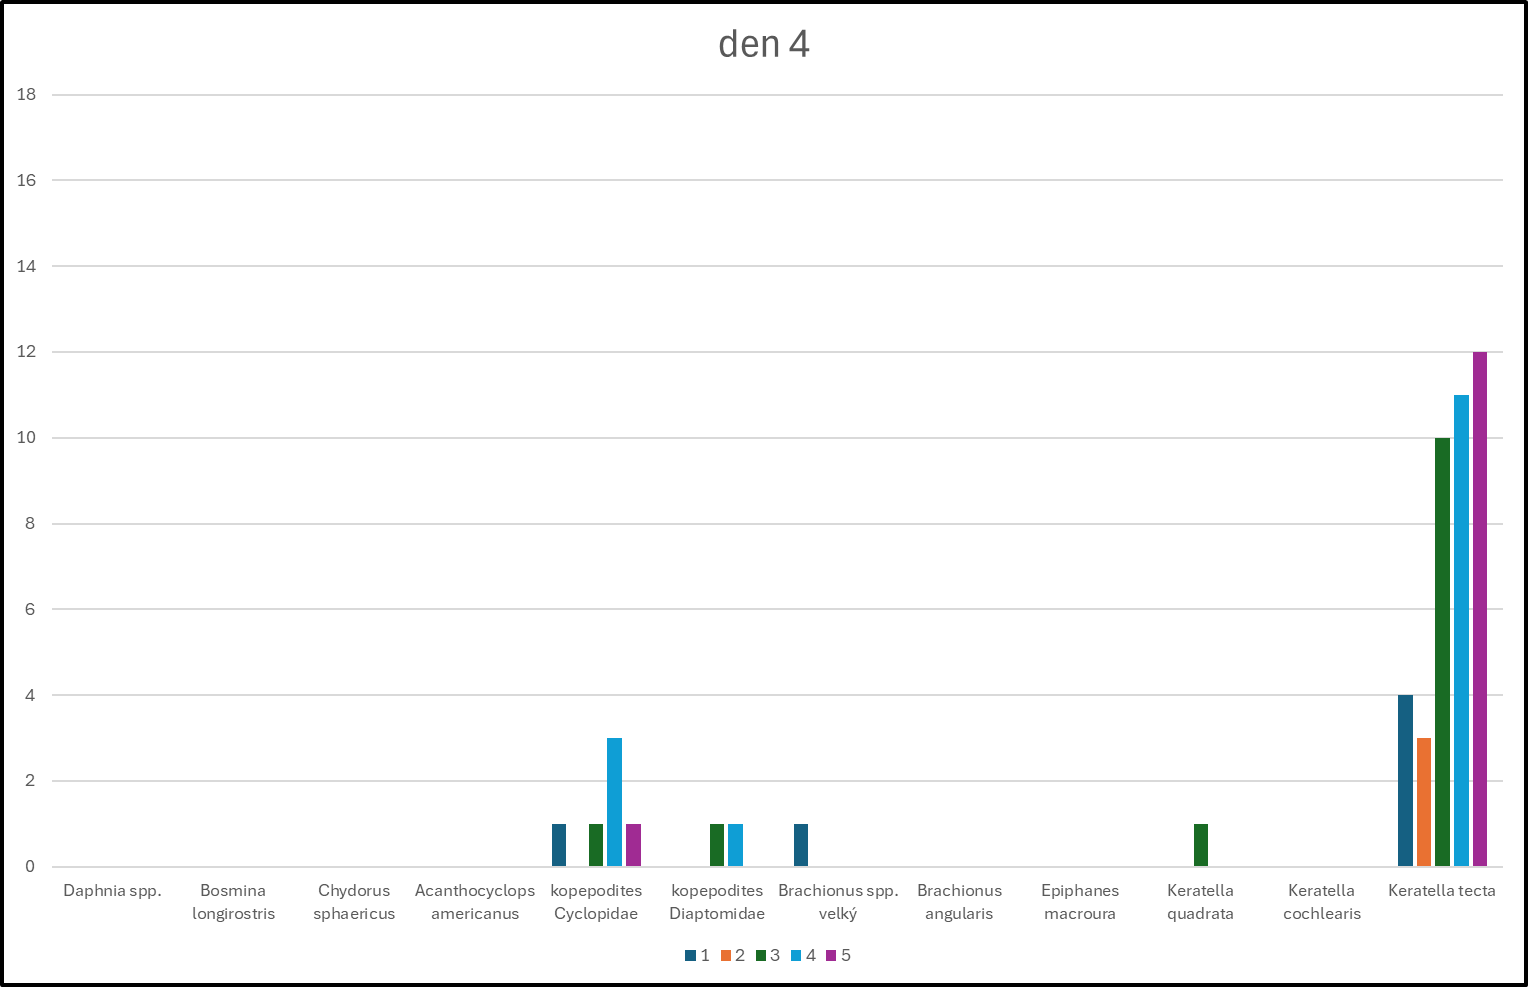 den 4
18
16
14
12
10
8
6
4
2
0
Daphnia spp.
Bosmina
longirostris
Chydorus
sphaericus
Acanthocyclops
americanus
kopepodites
Cyclopidae
kopepodites
Diaptomidae
Brachionus spp.
velký
Brachionus
angularis
Epiphanes
macroura
Keratella
quadrata
Keratella
cochlearis
Keratella tecta
1 2 3 4 5